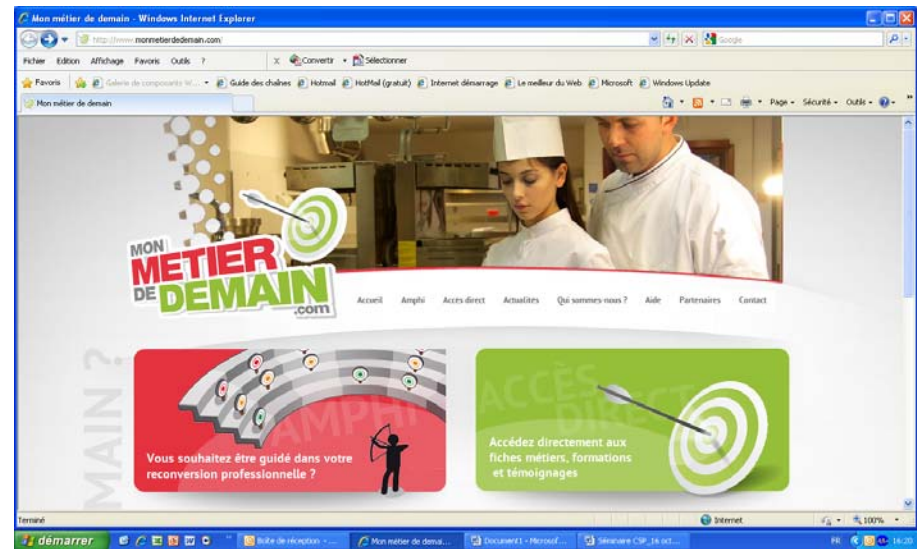 Mon métier de demain - Windows Internet Explorer
http://www.monmetierdedemain.com/
Google
Fichier Edition Affichage Favoris Outils ?
X Convertir Sélectionner
Favoris Galerie de composants W... Guide des chaînes Hotmail HotMail (gratuit) Internet démarrage Le meilleur du Web Microsoft Windows Update
Mon métier de demain
Page Sécurité Outils
MON
METIER
DE DEMAIN
.com
Accueil Amphi Accès direct Actualités Qui sommes-nous ? Aide Partenaires Contact
MAIN ?
AMPHI
Vous souhaitez être guidé dans votre
reconversion professionnelle ?
ACCÈS
DIRECT
Accédez directement aux
fiches métiers, formations
et témoignages
Terminé
Internet
100%
démarrer
Boîte de réception - ...
Mon métier de demai...
Document1 - Microsof...
Séminaire CSP_16 oct...
FR
16:20